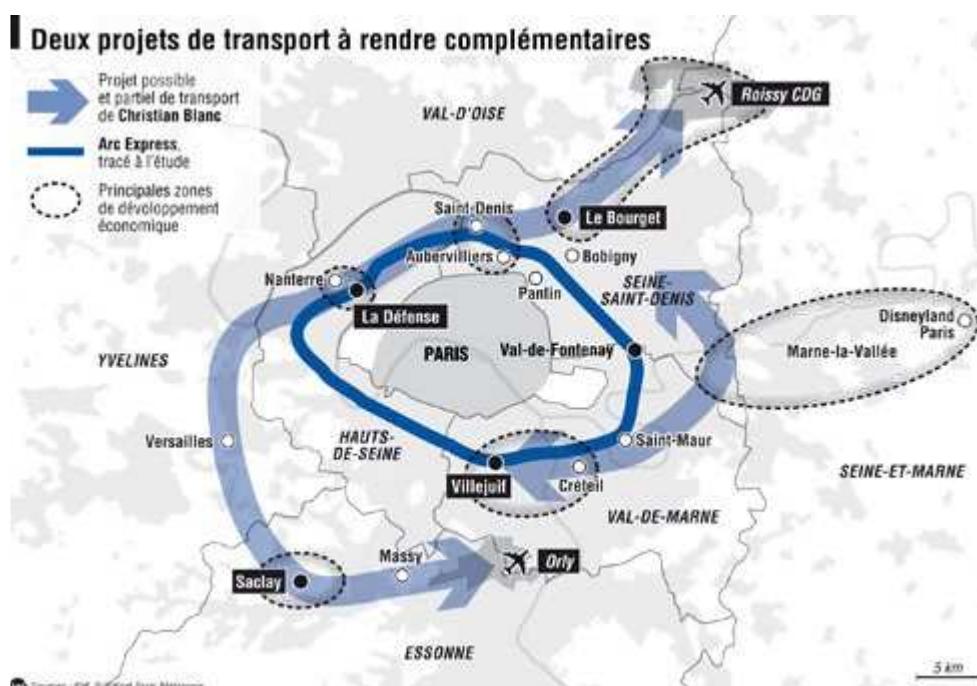 Deux projets de transport à rendre complémentaires
Projet possible
et partiel de transport
de Christian Blanc
Arc Express,
tracé à l'étude
Principales zones
de dévoloppement
économique
VAL-D'OISE
Roissy CDG
Saint-Denis
Le Bourget
Aubervilliers
Bobigny
Nanterre
Pantin
SEINE-
SAINT-DENIS
La Défense
Disneyland
Paris
PARIS
Val-de-Fontenay
Marne-la-Vallée
YVELINES
Versailles
HAUTS-
DE-SEINE
Saint-Maur
Villejuif
Créteil
SEINE-ET-MARNE
VAL-DE-MARNE
Massy
Orly
Saclay
ESSONNE
5 km